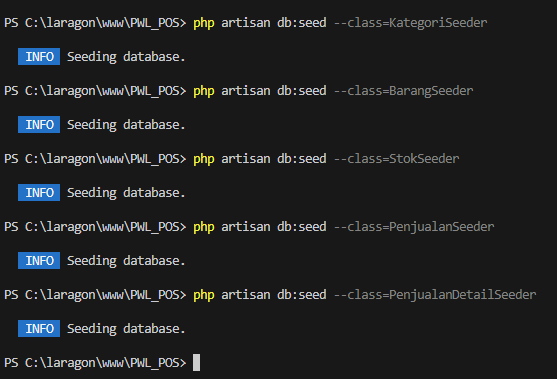 PS C:\laragon\www\PWL_POS> php artisan db:seed --class=KategoriSeeder
INFO Seeding database.
PS C:\laragon\www\PWL_POS> php artisan db:seed --class=BarangSeeder
INFO Seeding database.
PS C:\laragon\www\PWL_POS> php artisan db:seed --class=StokSeeder
INFO Seeding database.
PS C:\laragon\www\PWL_POS> php artisan db:seed --class=PenjualanSeeder
INFO Seeding database.
PS C:\laragon\www\PWL_POS> php artisan db:seed --class=PenjualanDetailSeeder
INFO Seeding database.
PS C:\laragon\www\PWL_POS>